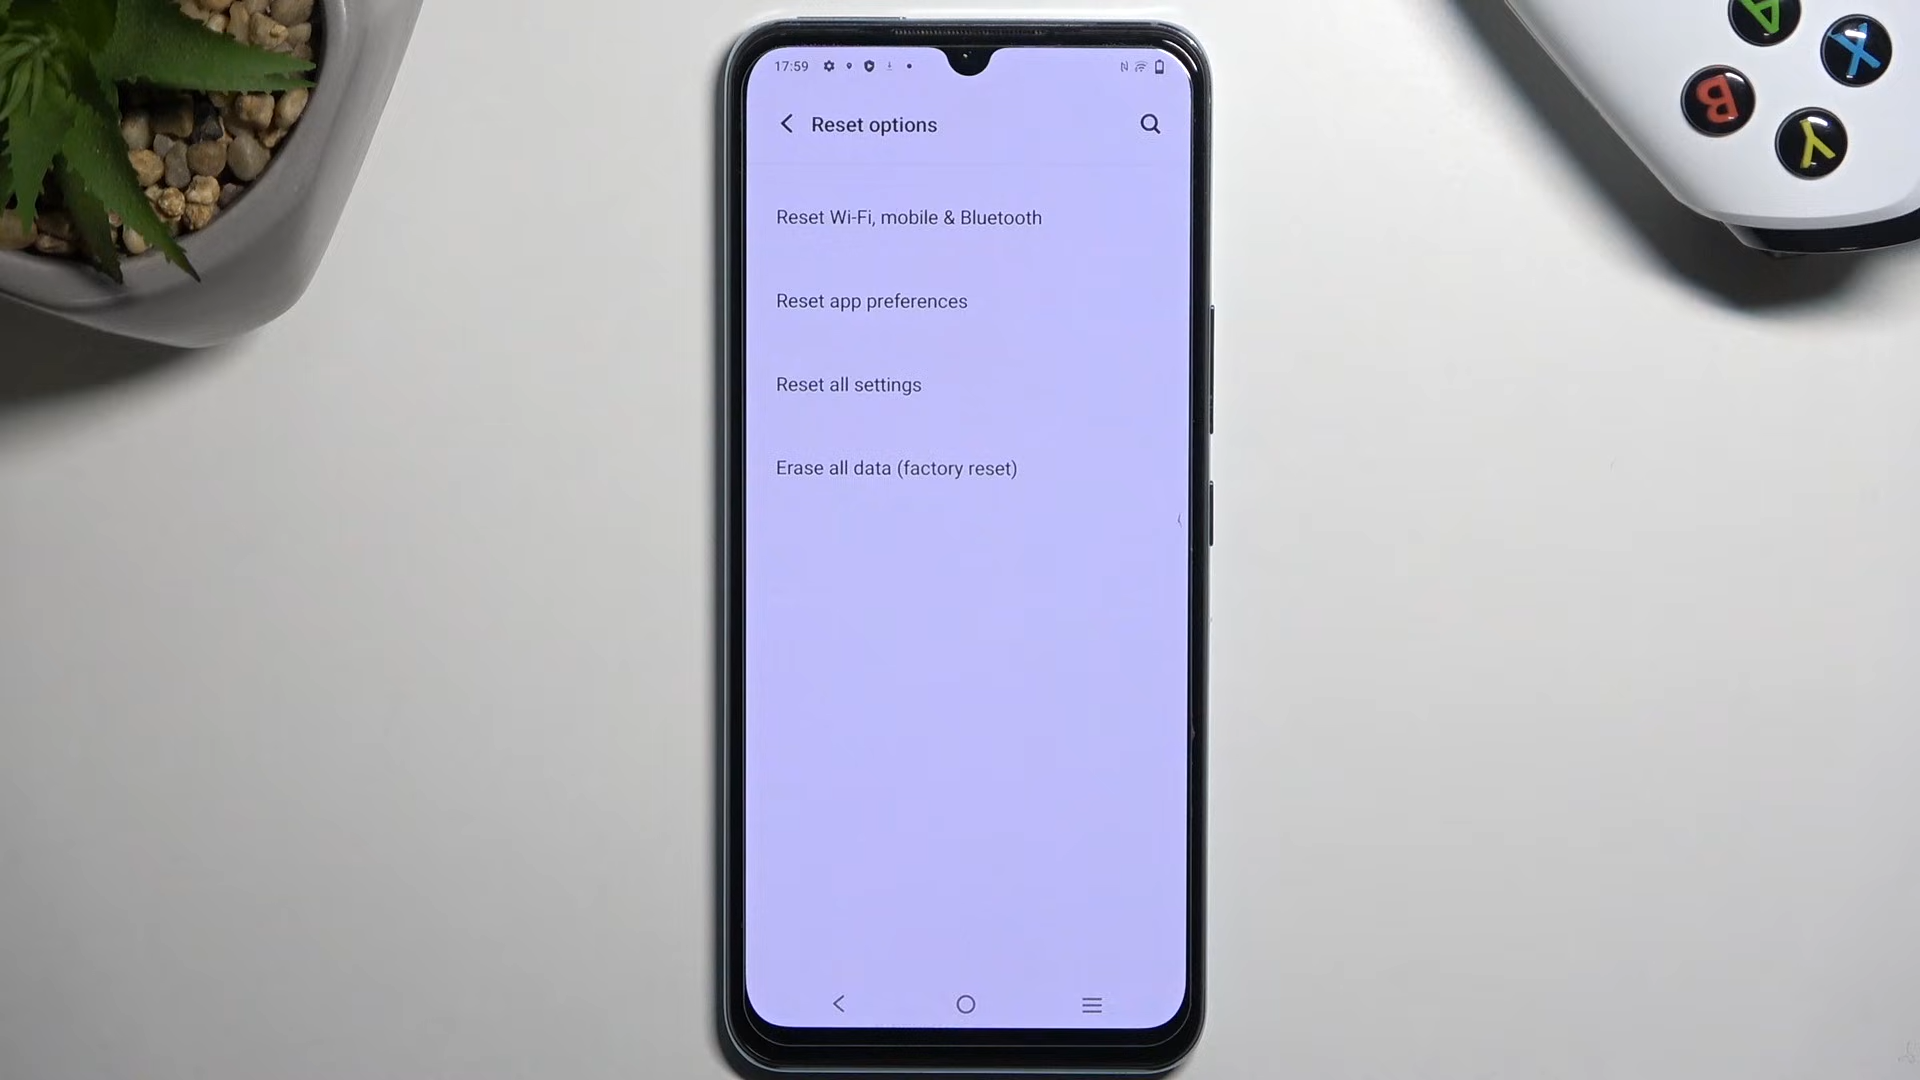 17:59
Reset options
Reset Wi-Fi, mobile & Bluetooth
Reset app preferences
Reset all settings
Erase all data (factory reset)
A
X
B
Y